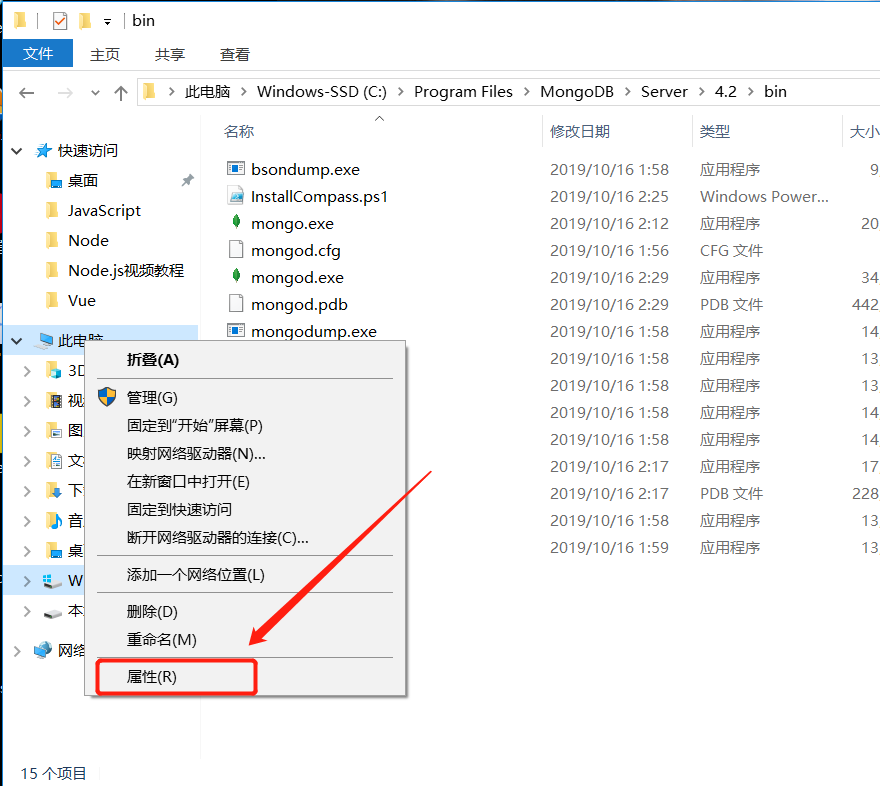 bin
文件 主页 共享 查看
此电脑 Windows-SSD (C:) Program Files MongoDB Server 4.2 bin
名称 修改日期 类型 大小
快速访问
桌面
JavaScript
Node
Node.js视频教程
Vue
此电脑
3D
视
图
文
下
音
桌
W
本
网络
bsondump.exe 2019/10/16 1:58 应用程序 9
InstallCompass.ps1 2019/10/16 2:25 Windows Power...
mongo.exe 2019/10/16 2:12 应用程序 20
mongod.cfg 2019/10/16 1:56 CFG 文件
mongod.exe 2019/10/16 2:29 应用程序 34
mongod.pdb 2019/10/16 2:29 PDB 文件 442
mongodump.exe 2019/10/16 1:58 应用程序 14
2019/10/16 1:58 应用程序 13
2019/10/16 1:58 应用程序 13
2019/10/16 1:58 应用程序 14
2019/10/16 1:58 应用程序 14
2019/10/16 2:17 应用程序 17
2019/10/16 2:17 PDB 文件 228
2019/10/16 1:58 应用程序 13
2019/10/16 1:59 应用程序 13
折叠(A)
管理(G)
固定到"开始"屏幕(P)
映射网络驱动器(N)...
在新窗口中打开(E)
固定到快速访问
断开网络驱动器的连接(C)...
添加一个网络位置(L)
删除(D)
重命名(M)
属性(R)
15 个项目